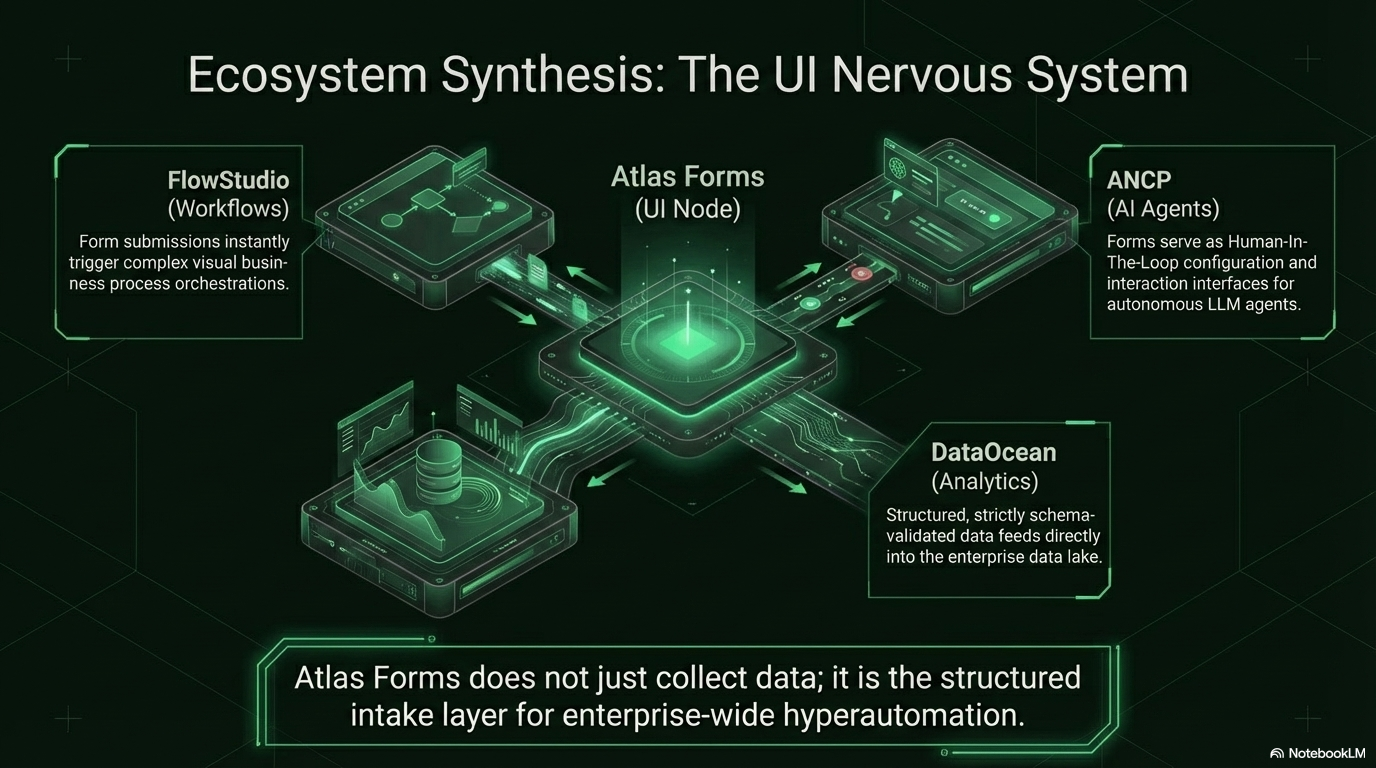 Ecosystem Synthesis: The UI Nervous System
FlowStudio
(Workflows)
Form submissions instantly
trigger complex visual busin-
ness process orchestrations.
Atlas Forms
(UI Node)
ANCP
(AI Agents)
Forms serve as Human-In-
The-Loop configuration and
interaction interfaces for
autonomous LLM agents.
DataOcean
(Analytics)
Structured, strictly schema-
validated data feeds directly
into the enterprise data lake.
Atlas Forms does not just collect data; it is the structured
intake layer for enterprise-wide hyperautomation.
NotebookLM